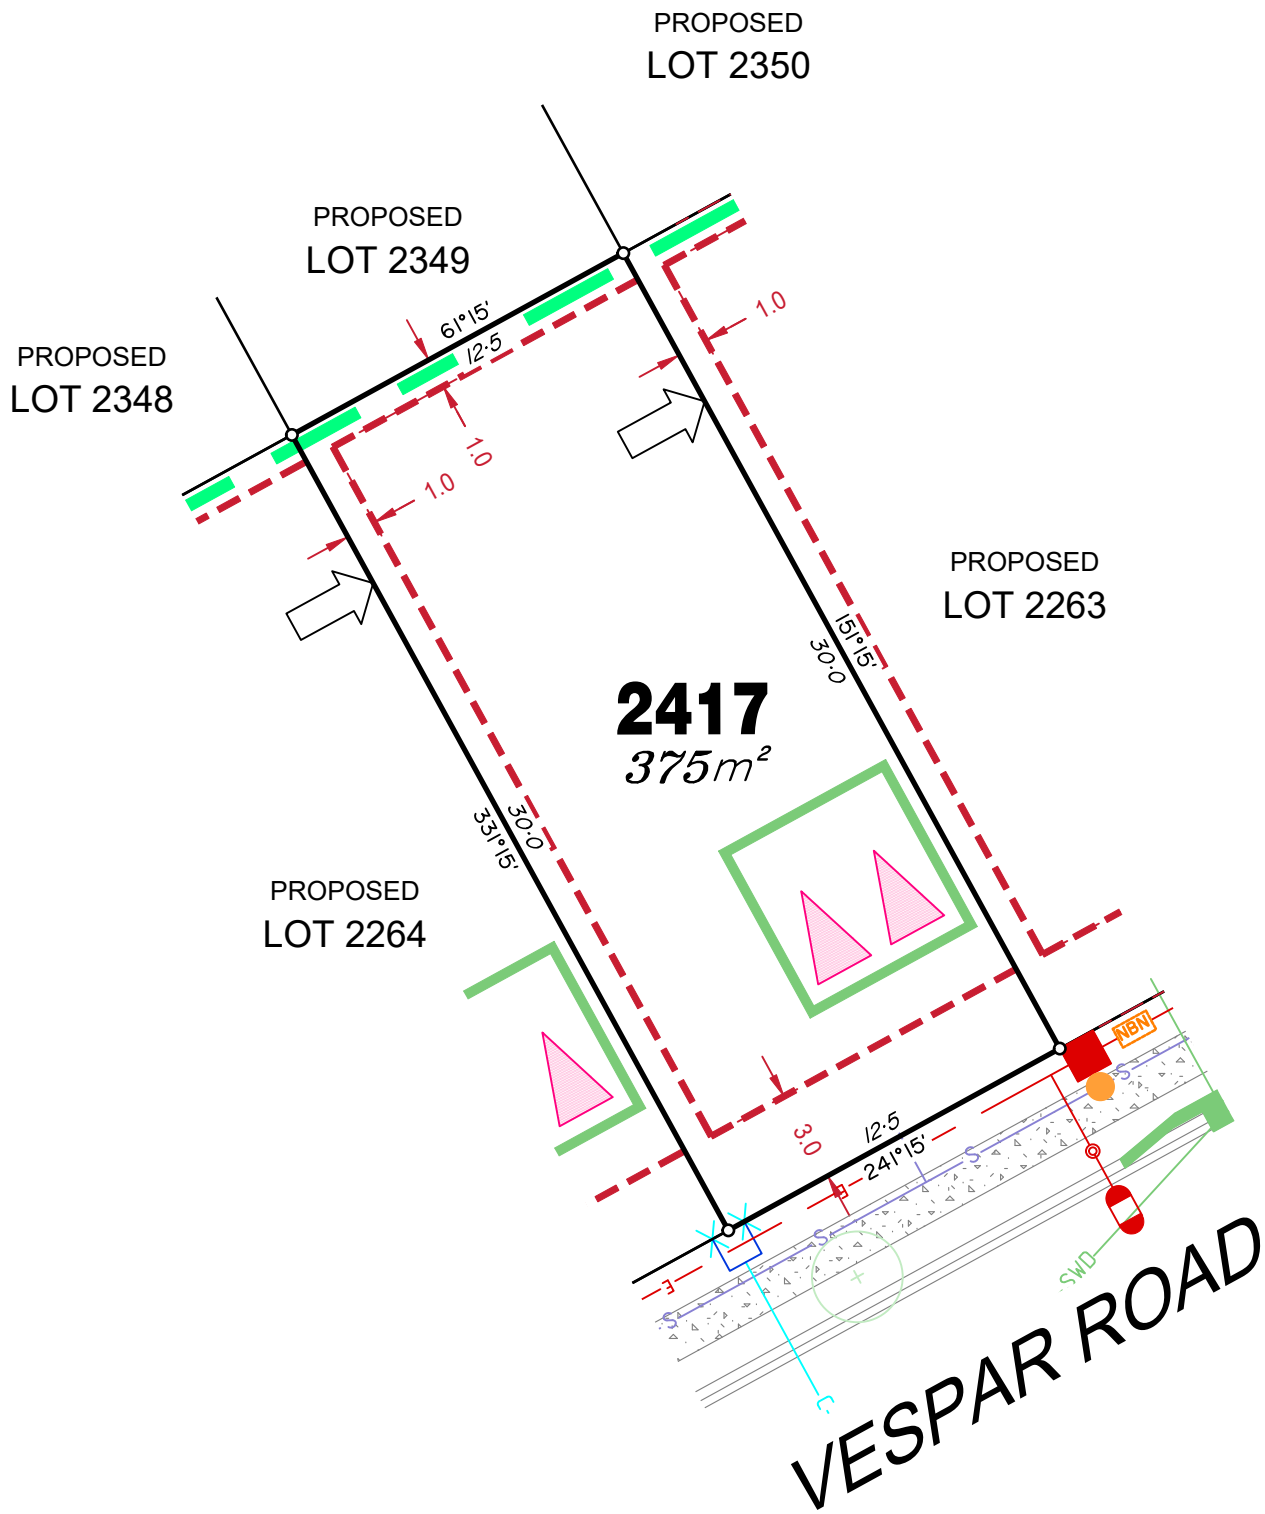 PROPOSED
LOT 2350
PROPOSED
LOT 2349
61°15'
12·5
1.0
PROPOSED
LOT 2348
1.0
1.0
PROPOSED
LOT 2263
151°15'
30·0
2417
375m²
30·0
331°15'
PROPOSED
LOT 2264
NBN
S
3.0
12·5
241°15'
S
E
S
E
S
SWD
VESPAR ROAD